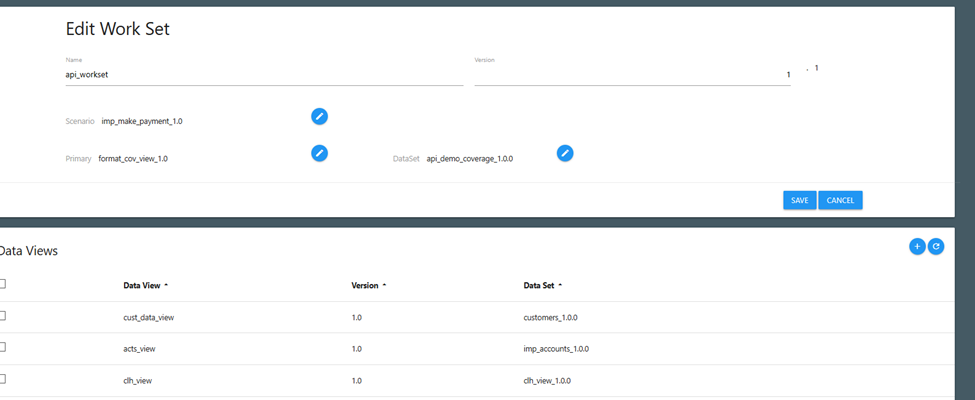 Edit Work Set
Name Version
api_workset 1 . 1
Scenario imp_make_payment_1.0
Primary format_cov_view_1.0 DataSet api_demo_coverage_1.0.0
SAVE CANCEL
Data Views
Data View Version Data Set
cust_data_view 1.0 customers_1.0.0
acts_view 1.0 imp_accounts_1.0.0
clh_view 1.0 clh_view_1.0.0